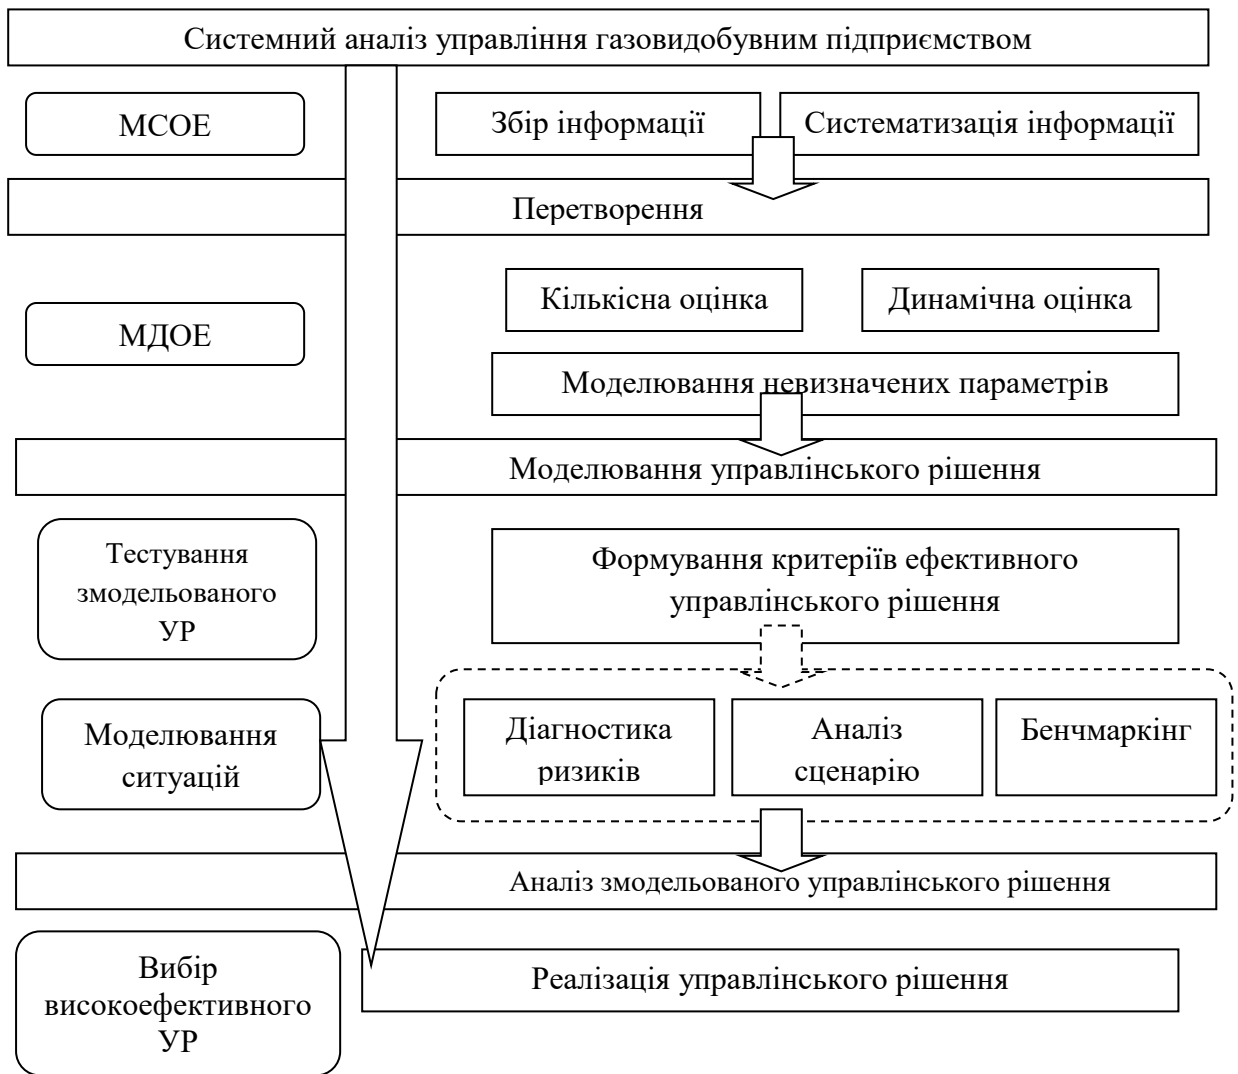 Системний аналіз управління газовидобувним підприємством
МСОЕ
Збір інформації
Систематизація інформації
Перетворення
Кількісна оцінка
Динамічна оцінка
МДОЕ
Моделювання невизначених параметрів
Моделювання управлінського рішення
Тестування
змодельованого
УР
Формування критеріїв ефективного
управлінського рішення
Моделювання
ситуацій
Діагностика
ризиків
Аналіз
сценарію
Бенчмаркінг
Аналіз змодельованого управлінського рішення
Вибір
високоефективного
УР
Реалізація управлінського рішення